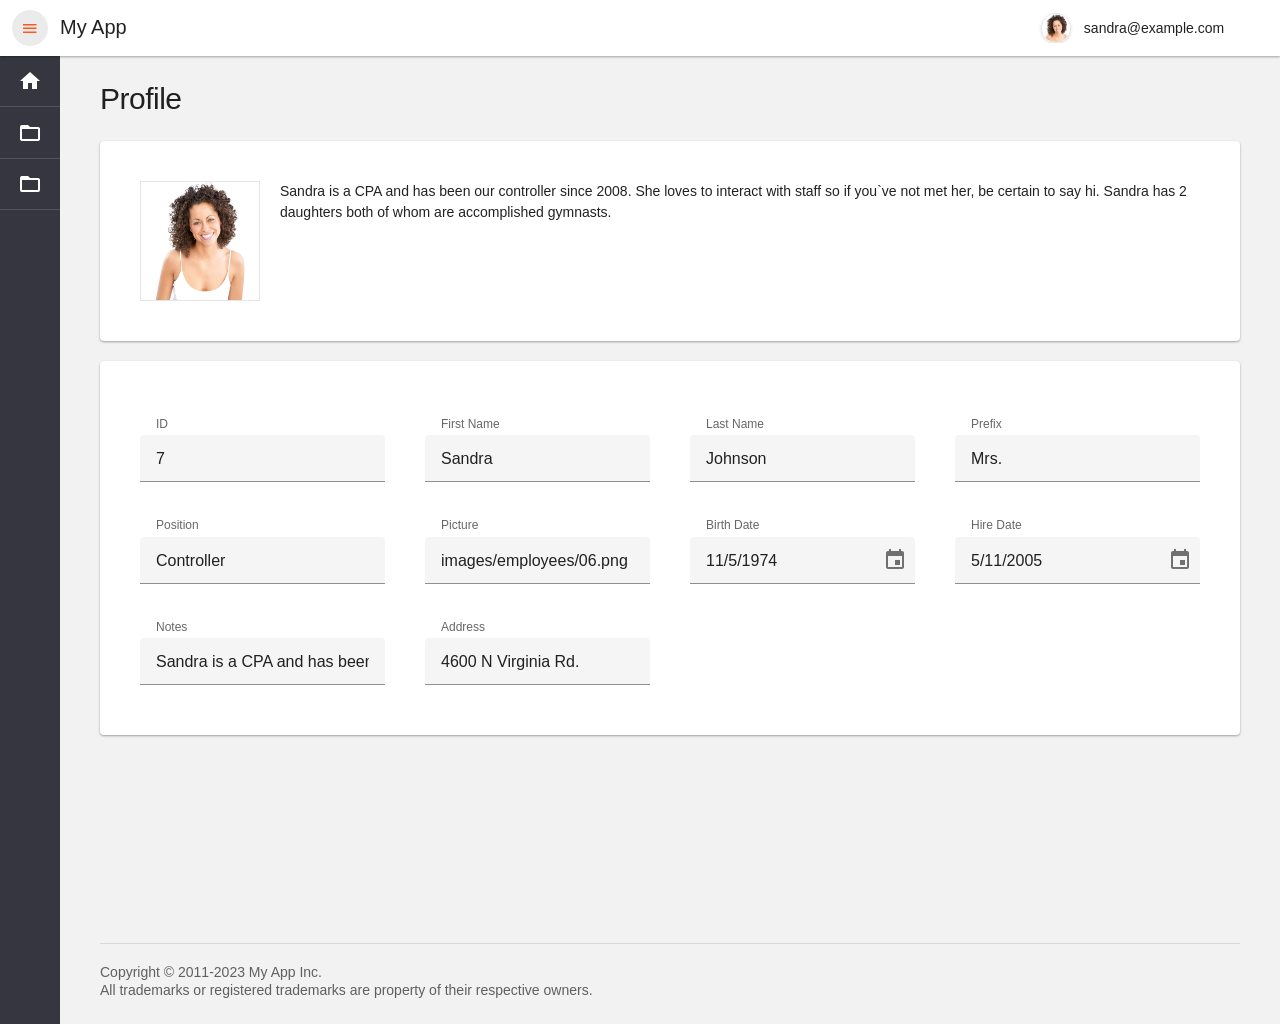 My App
sandra@example.com
Profile
Sandra is a CPA and has been our controller since 2008. She loves to interact with staff so if you`ve not met her, be certain to say hi. Sandra has 2
daughters both of whom are accomplished gymnasts.
ID
7
First Name
Sandra
Last Name
Johnson
Prefix
Mrs.
Position
Controller
Picture
images/employees/06.png
Birth Date
11/5/1974
Hire Date
5/11/2005
Notes
Sandra is a CPA and has been
Address
4600 N Virginia Rd.
Copyright © 2011-2023 My App Inc.
All trademarks or registered trademarks are property of their respective owners.